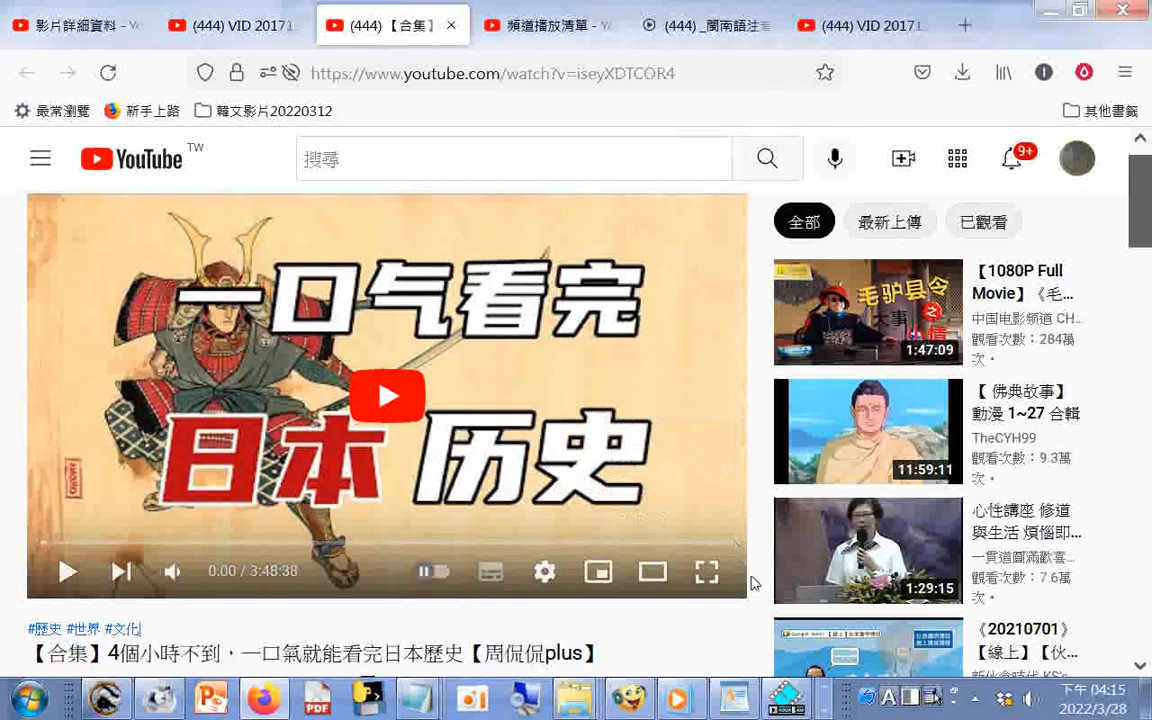 影片詳細資料 - Yo
(444) VID 20171
(444) 【合集】
頻道播放清單 - Yo
(444) _閩南語注音
(444) VID 20171
https://www.youtube.com/watch?v=iseyXDTCOR4
最常瀏覽
新手上路
韓文影片20220312
其他書籤
YouTube TW
搜尋
9+
一口气看完
日本 历史
0:00 / 3:48:38
#歷史 #世界 #文化
【合集】4個小時不到，一口氣就能看完日本歷史【周侃侃plus】
全部
最新上傳
已觀看
毛驴县令
之
大事
小情
1:47:09
【1080P Full
Movie】《毛...
中国电影频道 CH...
觀看次數：284萬
次・
11:59:11
【 佛典故事】
動漫 1~27 合輯
TheCYH99
觀看次數：9.3萬
次・
1:29:15
心性講座 修道
與生活 煩惱即...
一貫道圓滿歡喜...
觀看次數：7.6萬
次・
《20210701》
【線上】【伙...
PDF
A
下午 04:15
2022/3/28